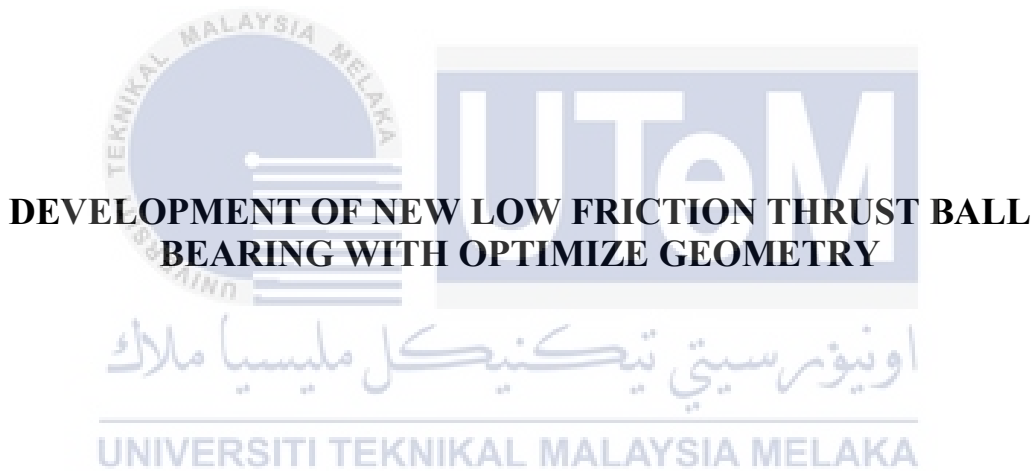 UNIVERSITI TEKNIKAL MALAYSIA MELAKA
UTeM
DEVELOPMENT OF NEW LOW FRICTION THRUST BALL
BEARING WITH OPTIMIZE GEOMETRY
اونيۏرسيتي تيكنيكل مليسيا ملاك
UNIVERSITI TEKNIKAL MALAYSIA MELAKA